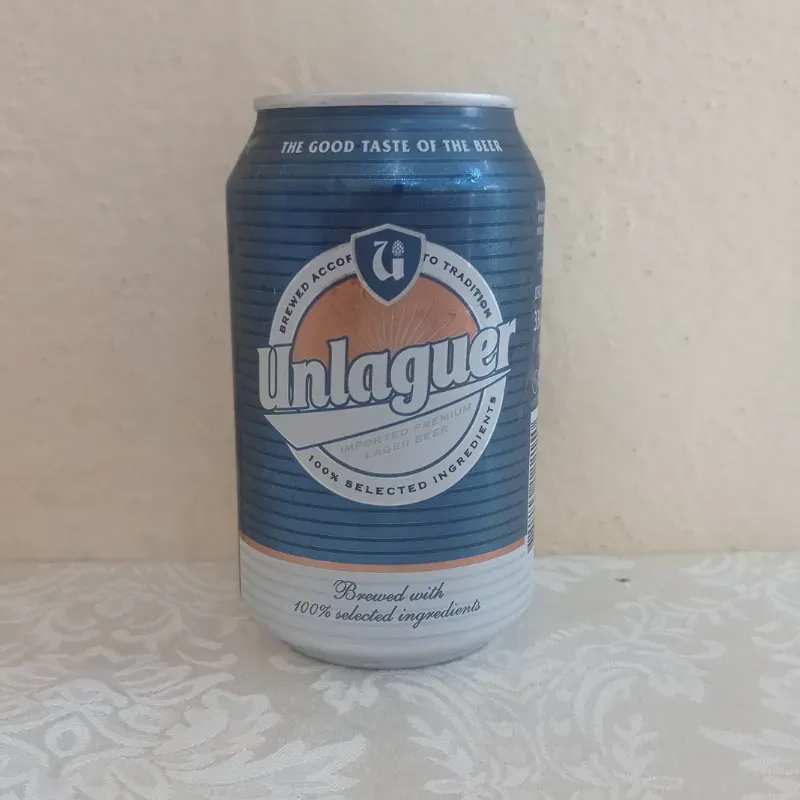 THE GOOD TASTE OF THE BEER
U
BREWED ACCOR TO TRADITION
Unlaguer
IMPORTED PREMIUM
LAGER BEER
100% SELECTED INGREDIENTS
Brewed with
100% selected ingredients